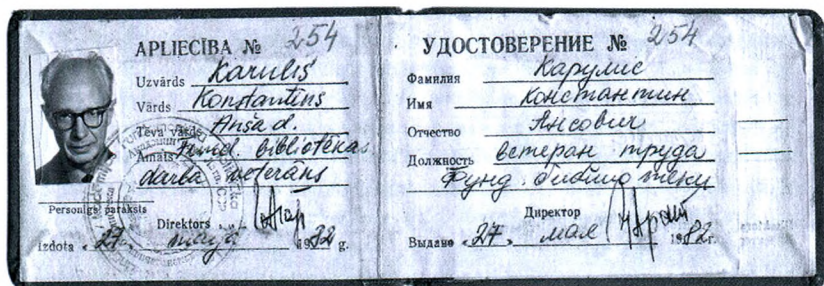 APLIECĪBA № 254
Uzvārds Karulis
Vārds Konstantīns
Tēva vārds Anša d.
Amats Fund. bibliotēkas
darba veterāns
Personīgs paraksts
Direktors
Izdota "27" maijā 1982 g.
УДОСТОВЕРЕНИЕ № 254
Фамилия Карулис
Имя Константин
Отчество Янсович
Должность ветеран труда
Фунд. библиотеки
Директор
Выдано "27" мая 1982 г.